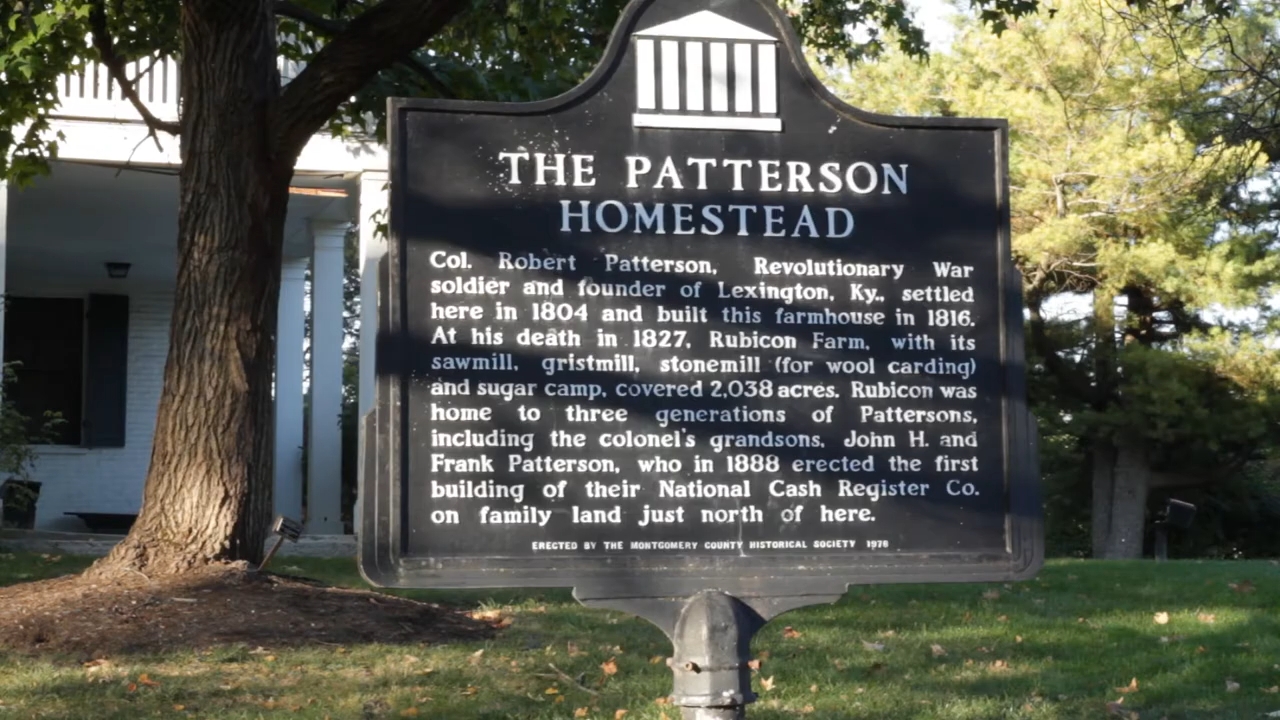 THE PATTERSON
HOMESTEAD
Col. Robert Patterson, Revolutionary War
soldier and founder of Lexington, Ky., settled
here in 1804 and built this farmhouse in 1816.
At his death in 1827, Rubicon Farm, with its
sawmill, gristmill, stonemill (for wool carding)
and sugar camp, covered 2,038 acres. Rubicon was
home to three generations of Pattersons,
including the colonel's grandsons, John H. and
Frank Patterson, who in 1888 erected the first
building of their National Cash Register Co.
on family land just north of here.
ERECTED BY THE MONTGOMERY COUNTY HISTORICAL SOCIETY 1976